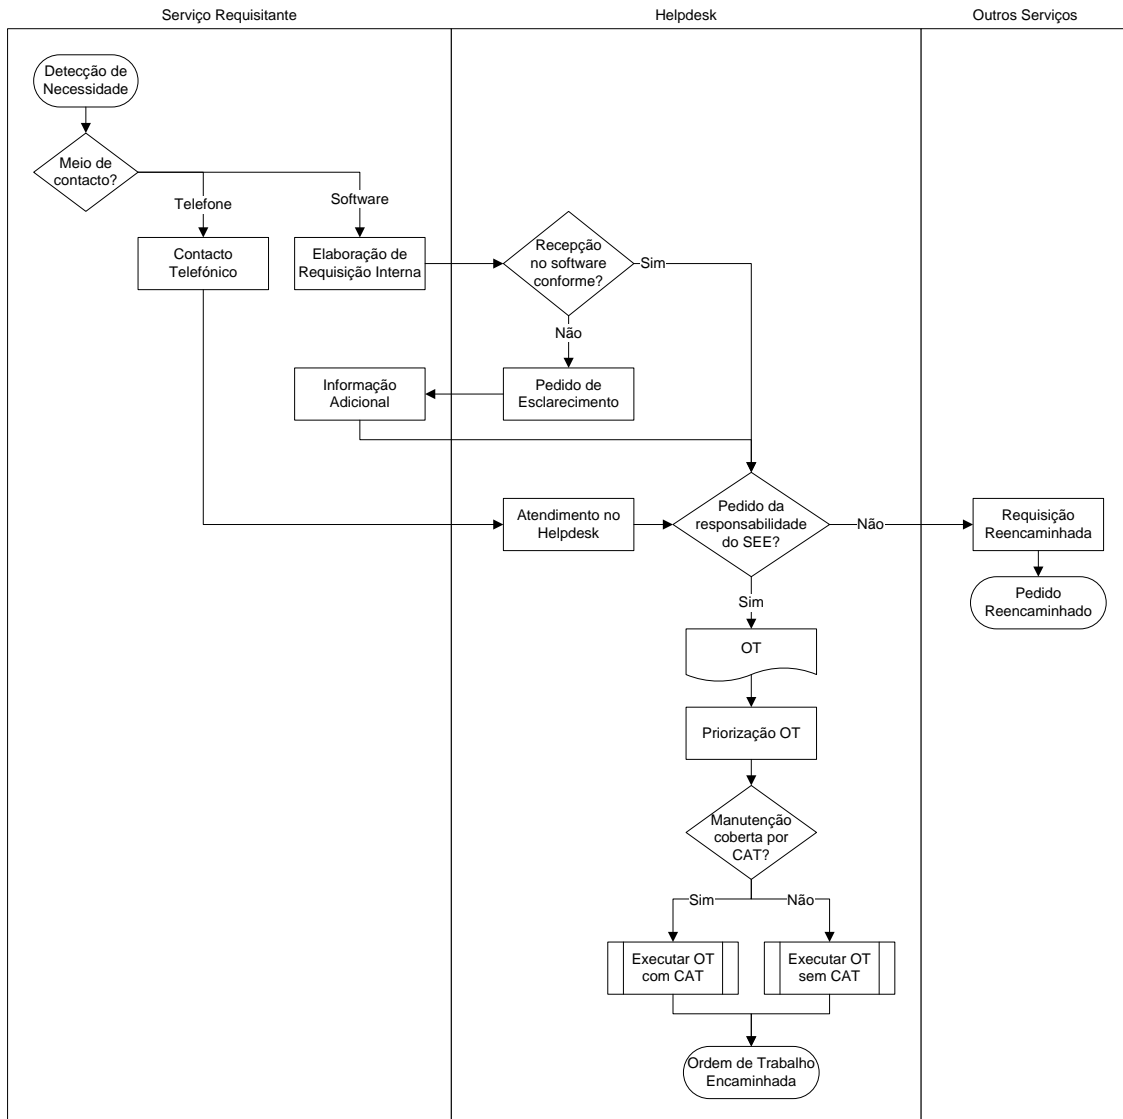 Serviço Requisitante
Helpdesk
Outros Serviços
Detecção de
Necessidade
Meio de
contacto?
Telefone
Software
Contacto
Telefónico
Elaboração de
Requisição Interna
Recepção
no software
conforme?
Sim
Não
Informação
Adicional
Pedido de
Esclarecimento
Atendimento no
Helpdesk
Pedido da
responsabilidade
do SEE?
Não
Requisição
Reencaminhada
Pedido
Reencaminhado
Sim
OT
Priorização OT
Manutenção
coberta por
CAT?
Sim
Não
Executar OT
com CAT
Executar OT
sem CAT
Ordem de Trabalho
Encaminhada